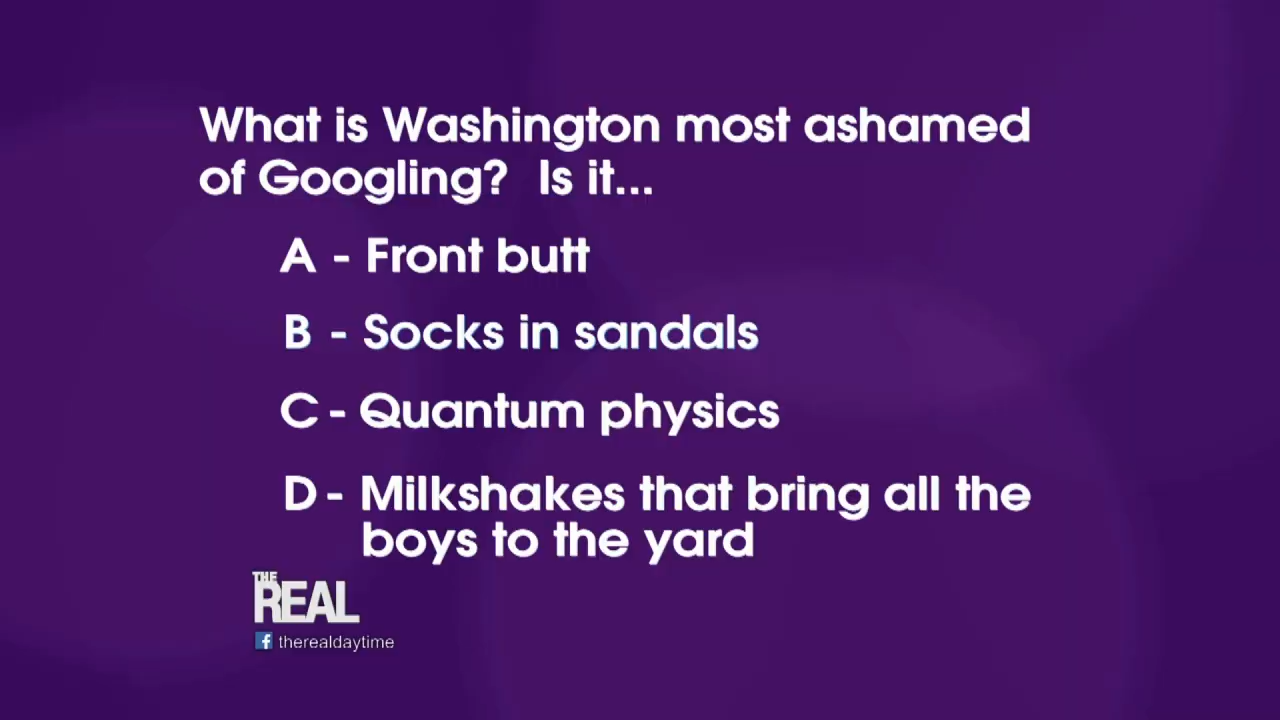 What is Washington most ashamed
of Googling? Is it...
A - Front butt
B - Socks in sandals
C - Quantum physics
D - Milkshakes that bring all the
boys to the yard
THE
REAL
f therealdaytime